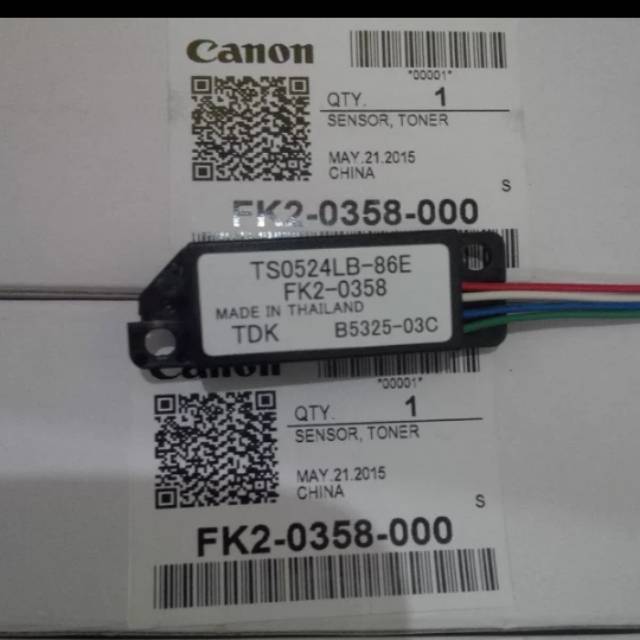 Canon
*00001*
QTY. 1
SENSOR, TONER
MAY.21.2015
CHINA
S
FK2-0358-000
TS0524LB-86E
FK2-0358
MADE IN THAILAND
TDK B5325-03C
Canon
*00001*
QTY. 1
SENSOR, TONER
MAY.21.2015
CHINA
S
FK2-0358-000